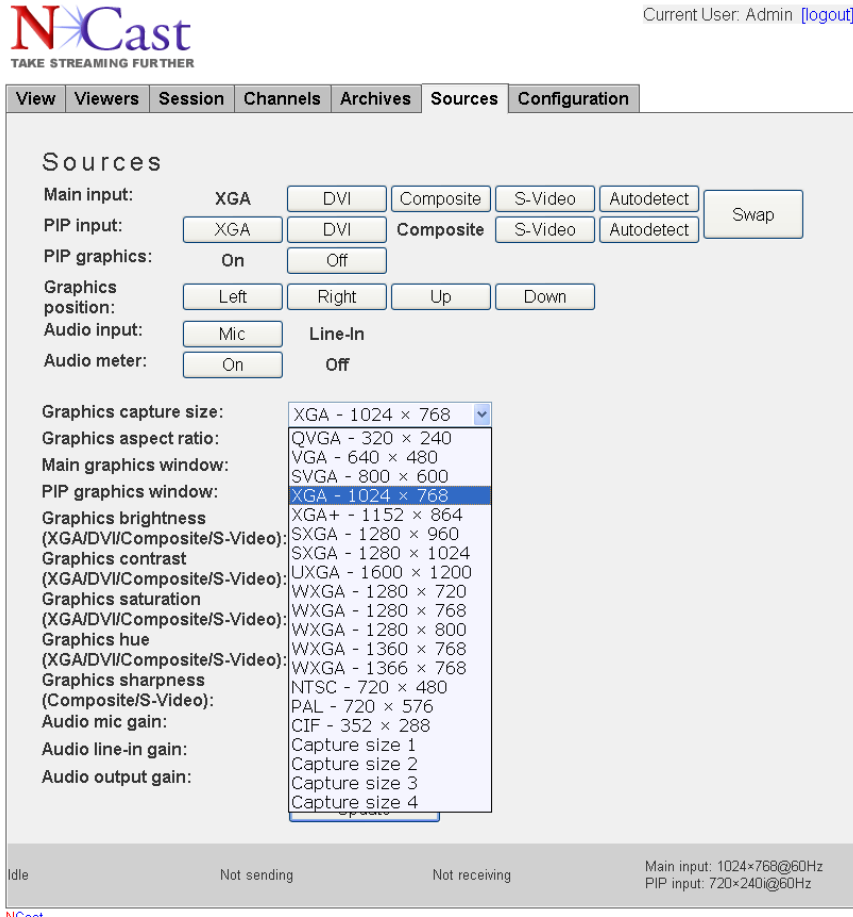 NCast
TAKE STREAMING FURTHER
Current User: Admin [logout]
View Viewers Session Channels Archives Sources Configuration
Sources
Main input: XGA DVI Composite S-Video Autodetect
Swap
PIP input: XGA DVI Composite S-Video Autodetect
PIP graphics: On Off
Graphics
position: Left Right Up Down
Audio input: Mic Line-In
Audio meter: On Off
Graphics capture size: XGA - 1024 × 768
Graphics aspect ratio:
Main graphics window:
PIP graphics window:
Graphics brightness
(XGA/DVI/Composite/S-Video):
Graphics contrast
(XGA/DVI/Composite/S-Video):
Graphics saturation
(XGA/DVI/Composite/S-Video):
Graphics hue
(XGA/DVI/Composite/S-Video):
Graphics sharpness
(Composite/S-Video):
Audio mic gain:
Audio line-in gain:
Audio output gain:
QVGA - 320 × 240
VGA - 640 × 480
SVGA - 800 × 600
XGA - 1024 × 768
XGA+ - 1152 × 864
SXGA - 1280 × 960
SXGA - 1280 × 1024
UXGA - 1600 × 1200
WXGA - 1280 × 720
WXGA - 1280 × 768
WXGA - 1280 × 800
WXGA - 1360 × 768
WXGA - 1366 × 768
NTSC - 720 × 480
PAL - 720 × 576
CIF - 352 × 288
Capture size 1
Capture size 2
Capture size 3
Capture size 4
Update
Idle Not sending Not receiving
Main input: 1024×768@60Hz
PIP input: 720×240i@60Hz
NCast